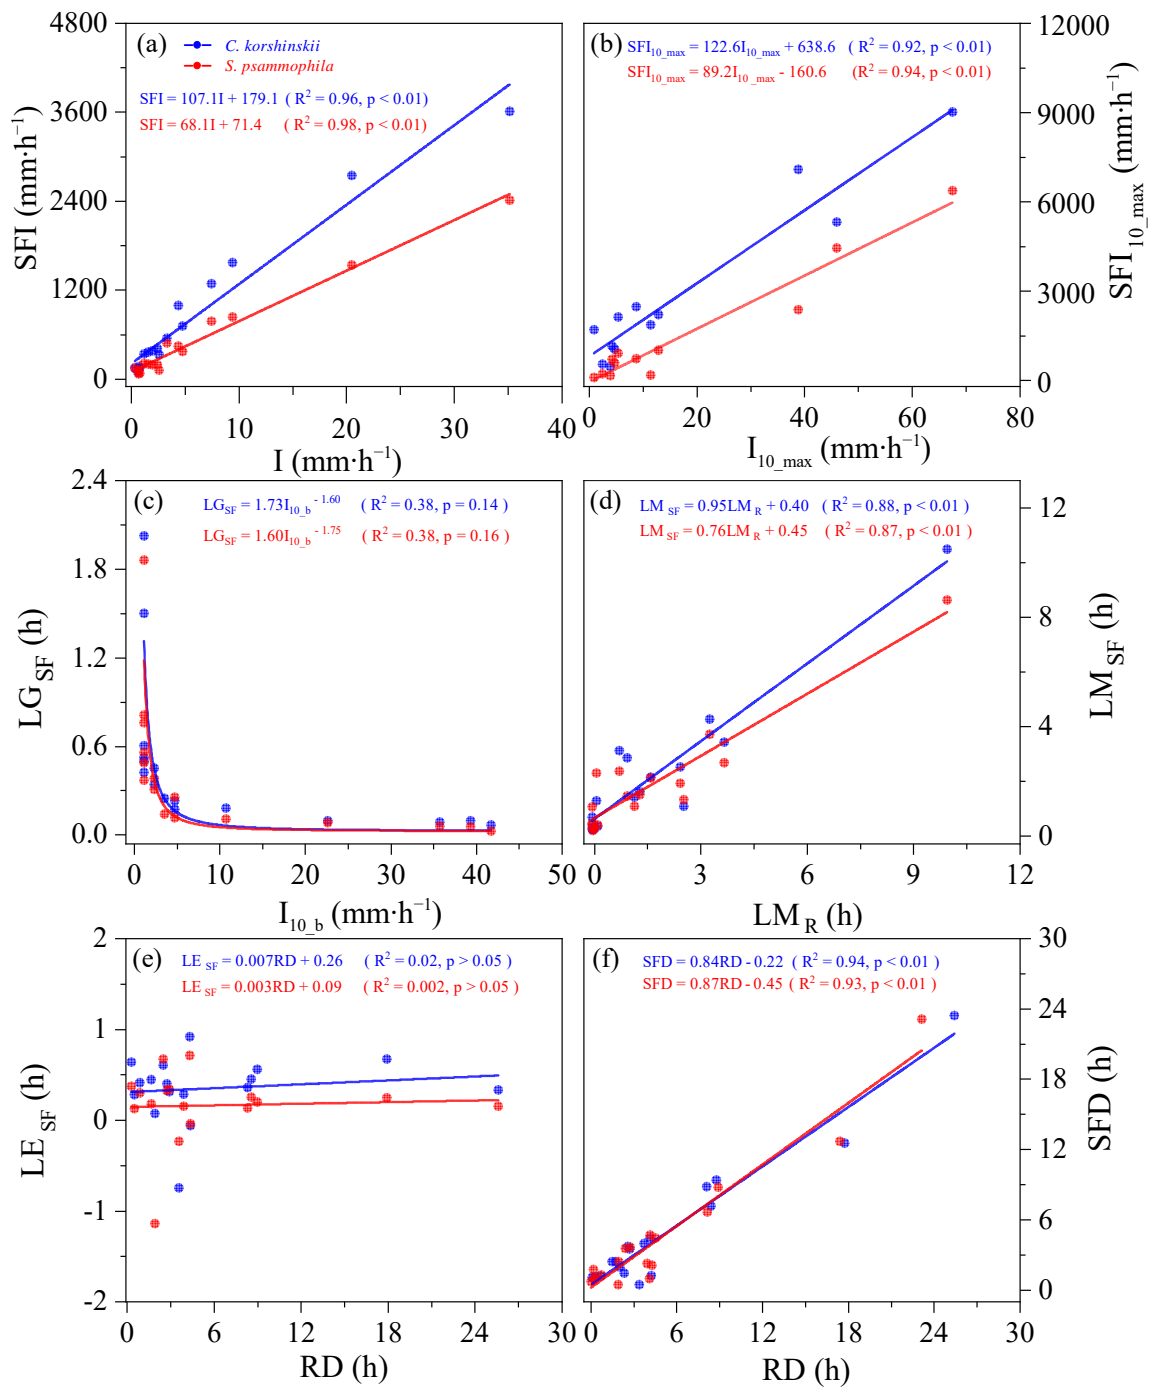 (a)
C. korshinskii
S. psammophila
SFI = 107.1I + 179.1 ( R² = 0.96, p < 0.01)
SFI = 68.1I + 71.4 ( R² = 0.98, p < 0.01)
4800
3600
2400
1200
0
SFI (mm·h⁻¹)
0 10 20 30 40
I (mm·h⁻¹)
(b)
SFI10_max = 122.6I10_max + 638.6 ( R² = 0.92, p < 0.01)
SFI10_max = 89.2I10_max - 160.6 (R² = 0.94, p < 0.01)
12000
9000
6000
3000
0
SFI10_max (mm·h⁻¹)
0 20 40 60 80
I10_max (mm·h⁻¹)
(c)
LGSF = 1.73I10_b - 1.60 ( R² = 0.38, p = 0.14 )
LGSF = 1.60I10_b - 1.75 ( R² = 0.38, p = 0.16 )
2.4
1.8
1.2
0.6
0.0
LGSF (h)
0 10 20 30 40 50
I10_b (mm·h⁻¹)
(d)
LM SF = 0.95LM R + 0.40 ( R² = 0.88, p < 0.01 )
LM SF = 0.76LM R + 0.45 ( R² = 0.87, p < 0.01 )
12
8
4
0
LMSF (h)
0 3 6 9 12
LMR (h)
(e)
LE SF = 0.007RD + 0.26 ( R² = 0.02, p > 0.05 )
LE SF = 0.003RD + 0.09 ( R² = 0.002, p > 0.05 )
2
1
0
-1
-2
LE SF (h)
0 6 12 18 24 30
RD (h)
(f)
SFD = 0.84RD - 0.22 ( R² = 0.94, p < 0.01 )
SFD = 0.87RD - 0.45 ( R² = 0.93, p < 0.01 )
30
24
18
12
6
0
SFD (h)
0 6 12 18 24 30
RD (h)